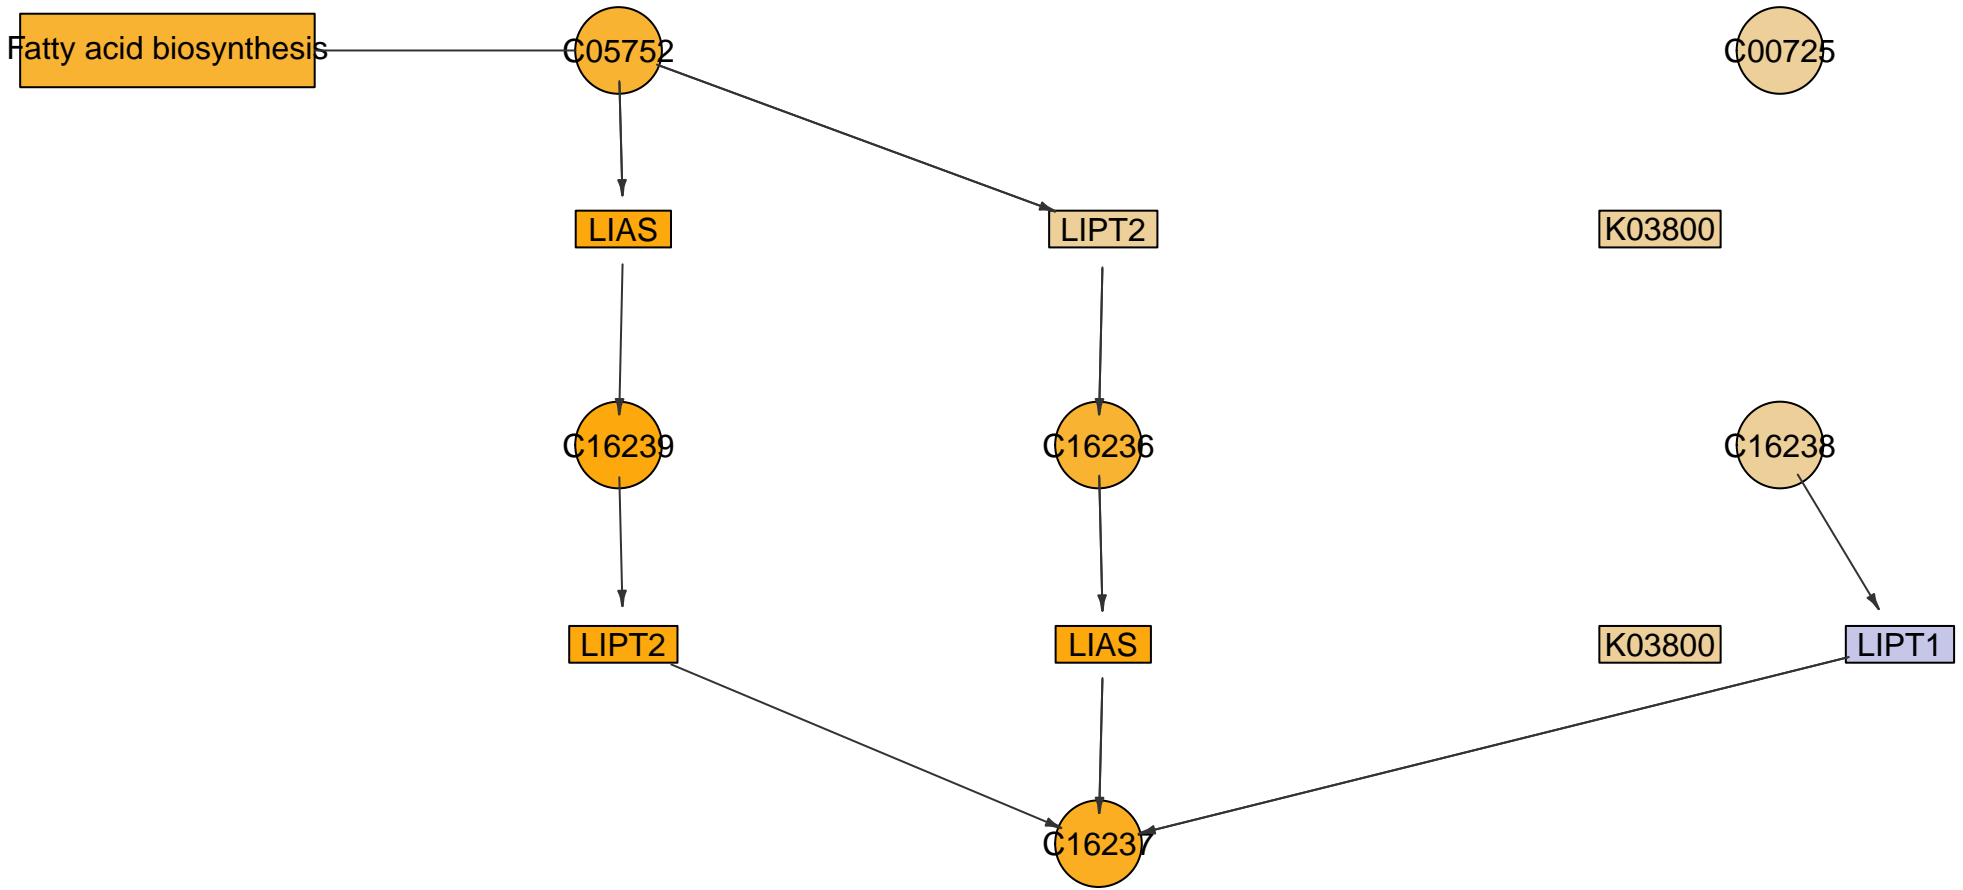 Fatty acid biosynthesis
C05752
C00725
LIAS
LIPT2
K03800
C16239
C16236
C16238
LIPT2
LIAS
K03800
LIPT1
C16237